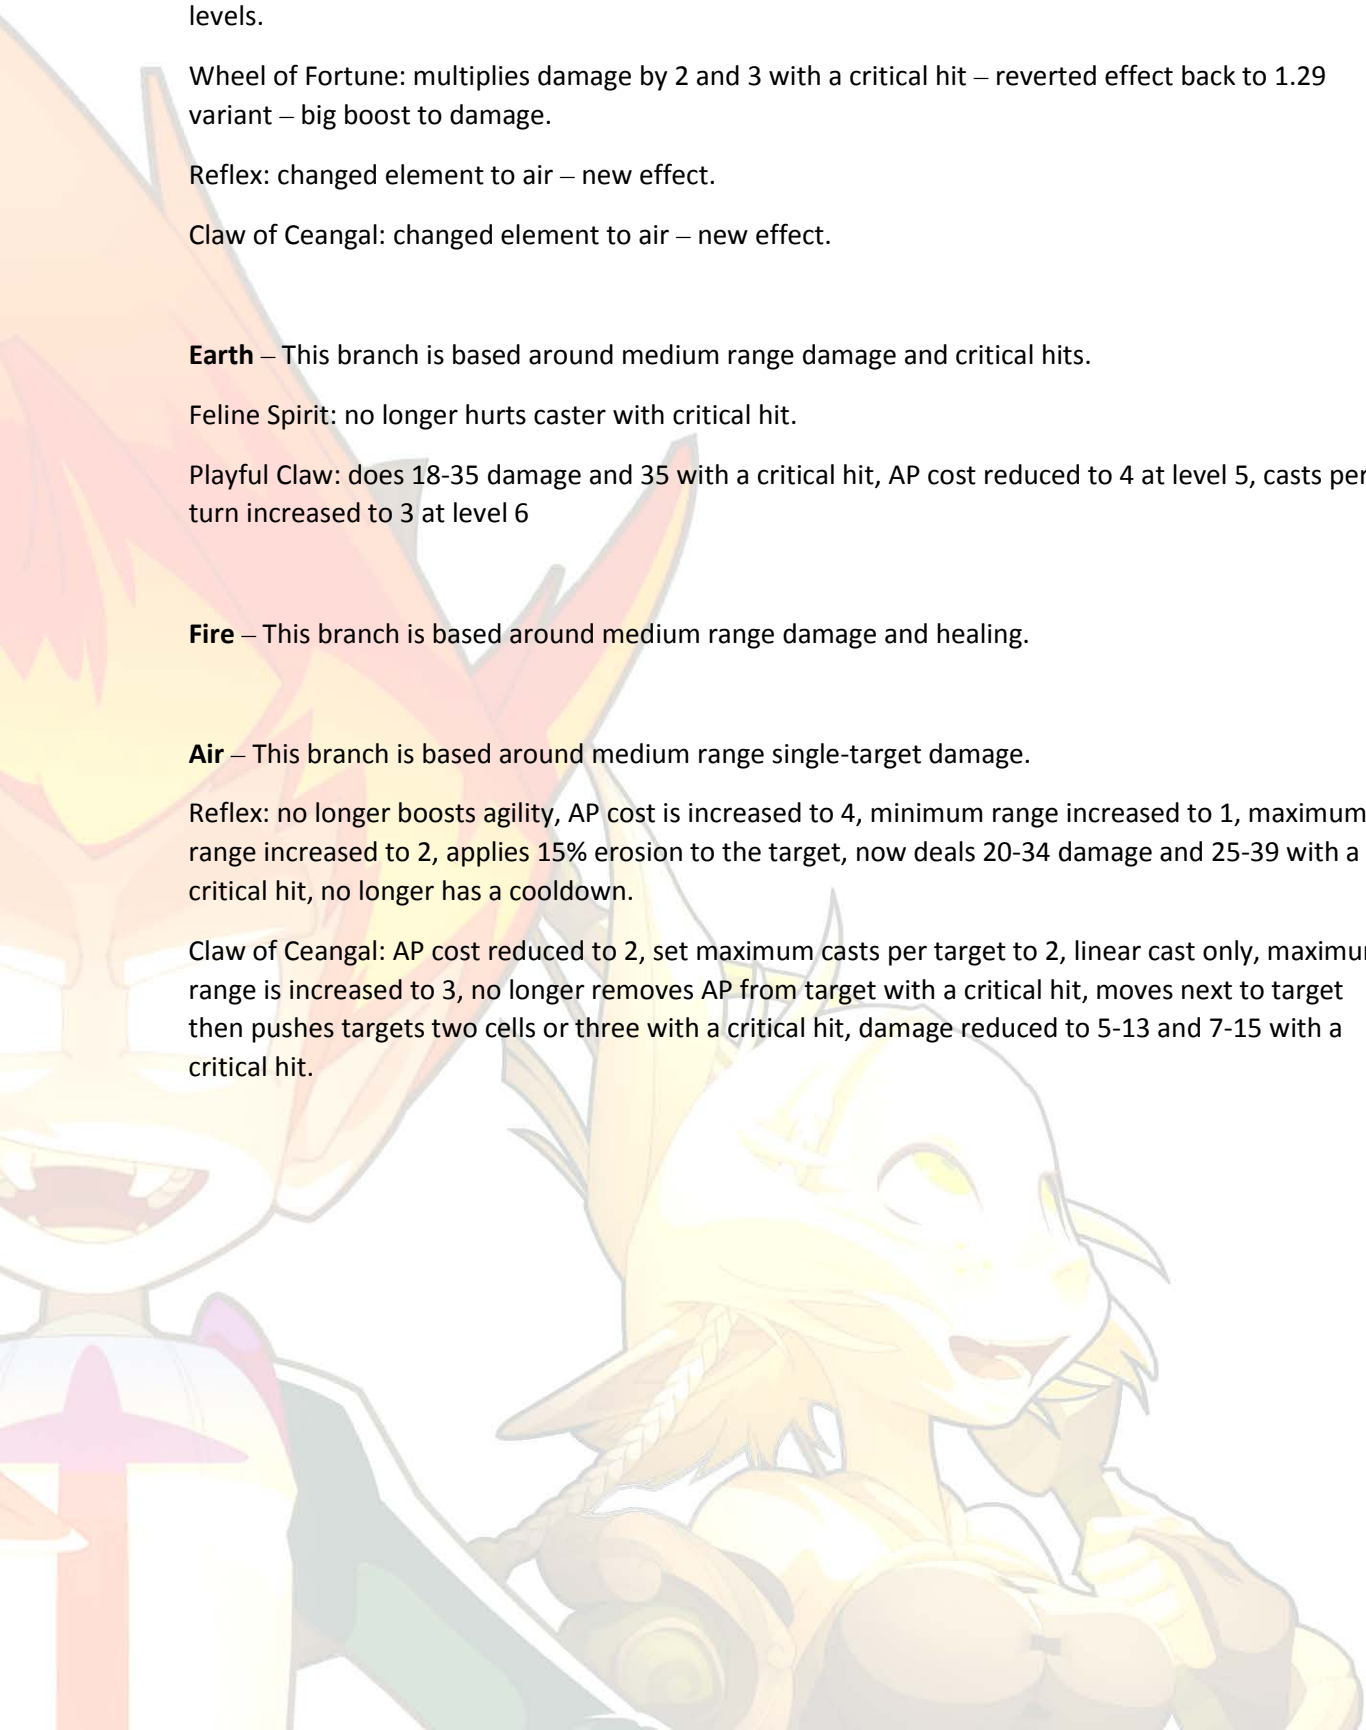 levels.
Wheel of Fortune: multiplies damage by 2 and 3 with a critical hit – reverted effect back to 1.29
variant – big boost to damage.
Reflex: changed element to air – new effect.
Claw of Ceangal: changed element to air – new effect.
Earth – This branch is based around medium range damage and critical hits.
Feline Spirit: no longer hurts caster with critical hit.
Playful Claw: does 18-35 damage and 35 with a critical hit, AP cost reduced to 4 at level 5, casts per
turn increased to 3 at level 6
Fire – This branch is based around medium range damage and healing.
Air – This branch is based around medium range single-target damage.
Reflex: no longer boosts agility, AP cost is increased to 4, minimum range increased to 1, maximum
range increased to 2, applies 15% erosion to the target, now deals 20-34 damage and 25-39 with a
critical hit, no longer has a cooldown.
Claw of Ceangal: AP cost reduced to 2, set maximum casts per target to 2, linear cast only, maximu
range is increased to 3, no longer removes AP from target with a critical hit, moves next to target
then pushes targets two cells or three with a critical hit, damage reduced to 5-13 and 7-15 with a
critical hit.